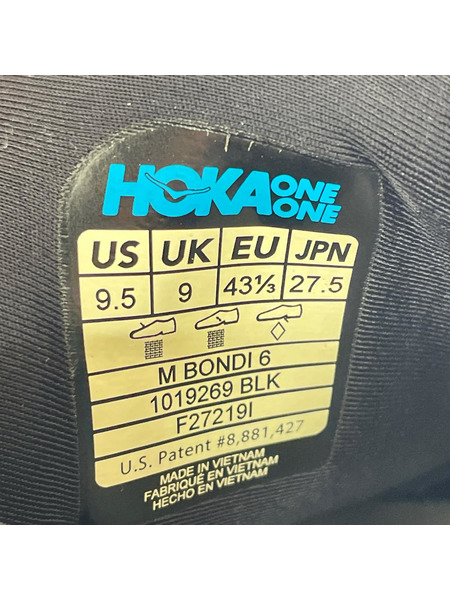 HOKA ONE ONE
US UK EU JPN
9.5 9 43⅓ 27.5
M BONDI 6
1019269 BLK
F27219I
U.S. Patent #8,881,427
MADE IN VIETNAM
FABRIQUÉ EN VIETNAM
HECHO EN VIETNAM